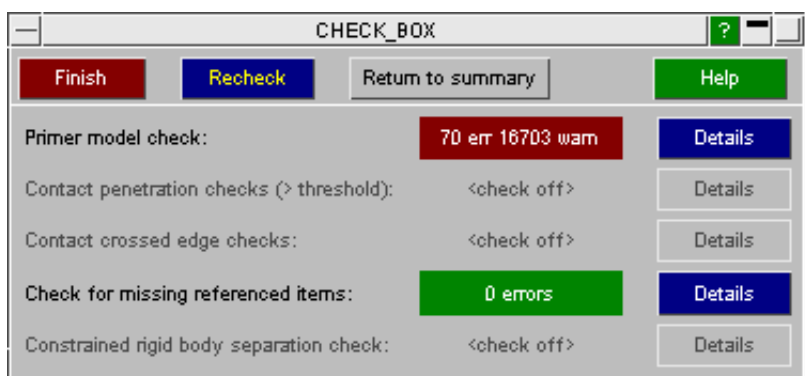 CHECK_BOX ?
Finish Recheck Return to summary Help
Primer model check: 70 err 16703 warn Details
Contact penetration checks (> threshold): <check off> Details
Contact crossed edge checks: <check off> Details
Check for missing referenced items: 0 errors Details
Constrained rigid body separation check: <check off> Details